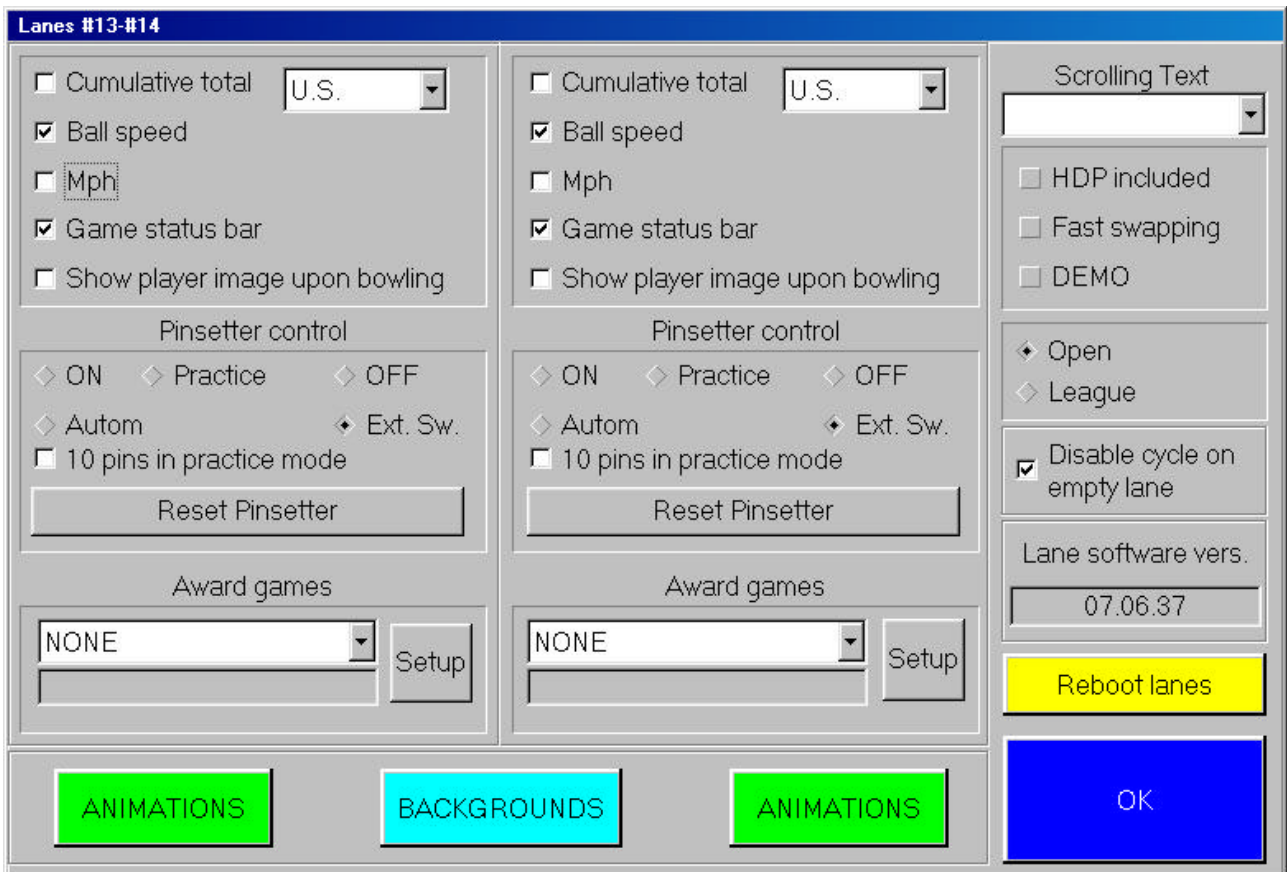 Lanes #13-#14
Cumulative total
U.S.
Ball speed
Mph
Game status bar
Show player image upon bowling
Pinsetter control
ON
Practice
OFF
Autom
Ext. Sw.
10 pins in practice mode
Reset Pinsetter
Award games
NONE
Setup
Cumulative total
U.S.
Ball speed
Mph
Game status bar
Show player image upon bowling
Pinsetter control
ON
Practice
OFF
Autom
Ext. Sw.
10 pins in practice mode
Reset Pinsetter
Award games
NONE
Setup
Scrolling Text
HDP included
Fast swapping
DEMO
Open
League
Disable cycle on
empty lane
Lane software vers.
07.06.37
Reboot lanes
OK
ANIMATIONS
BACKGROUNDS
ANIMATIONS